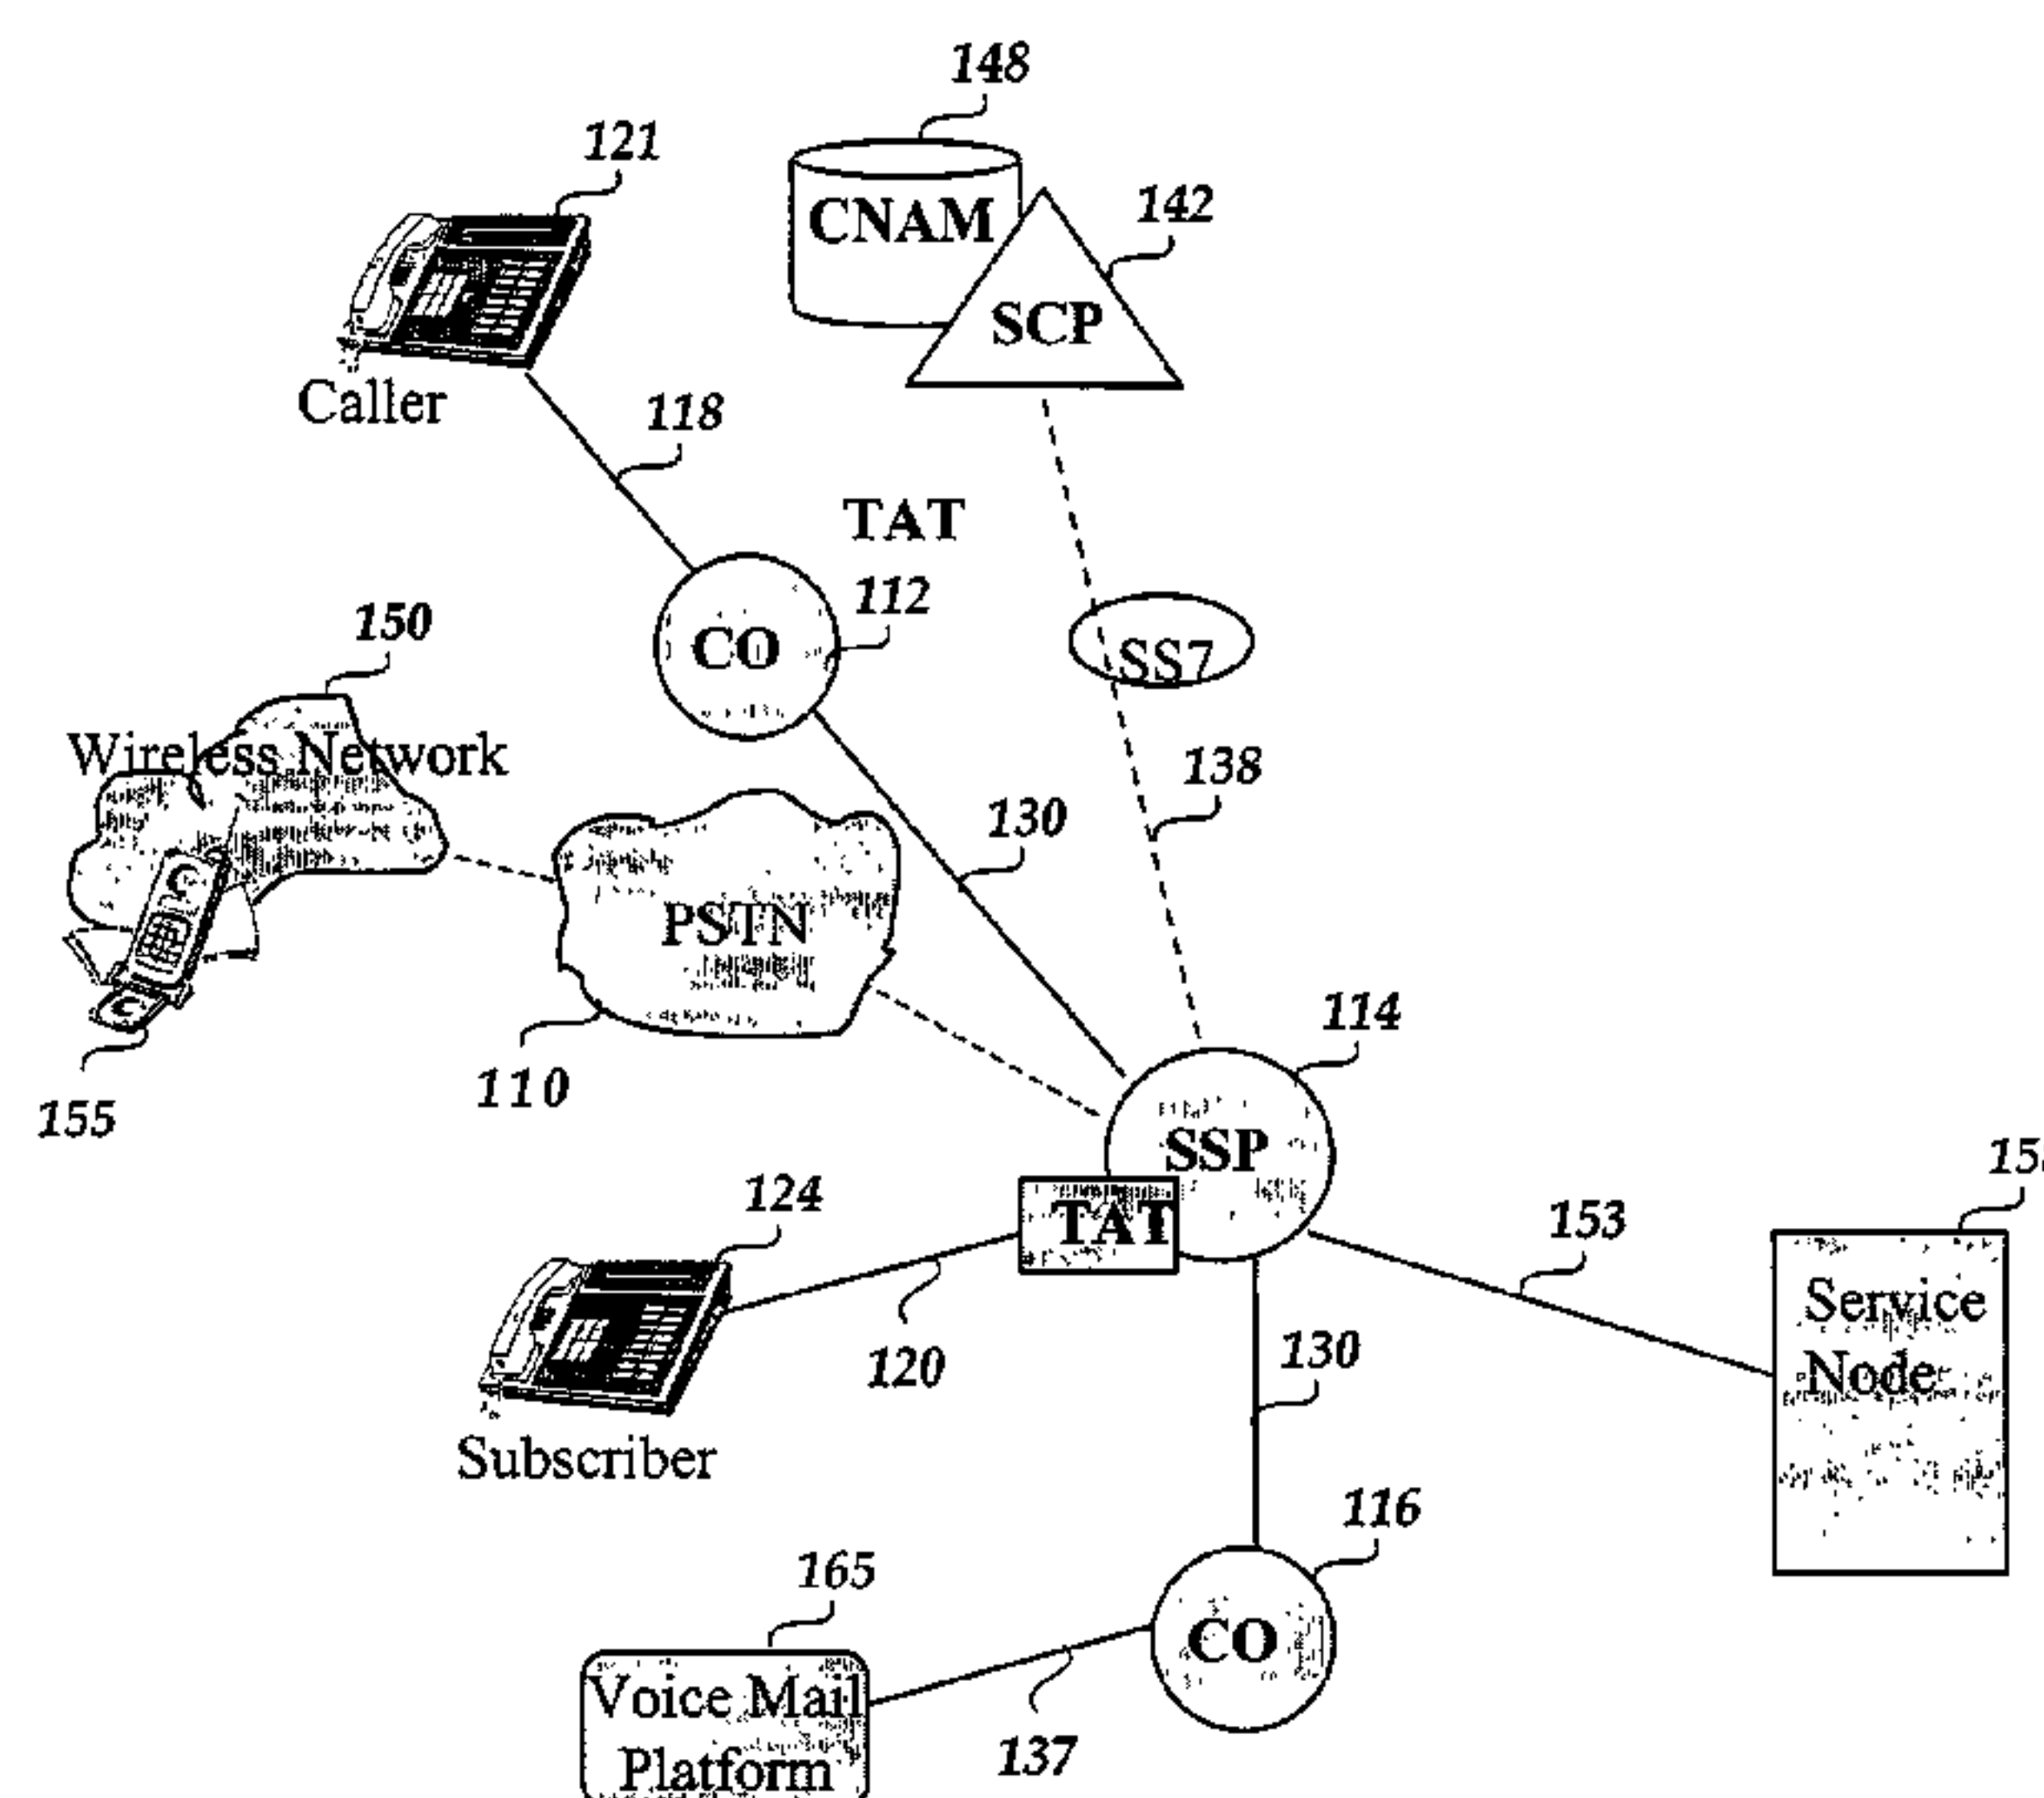 148
121
CNAM
142
SCP
Caller
118
TAT
112
150
CO
SS7
Wireless Network
138
130
PSTN
114
110
155
SSP
124
TAT
153
Service
Node
120
130
Subscriber
116
165
CO
Voice Mail
Platform
137